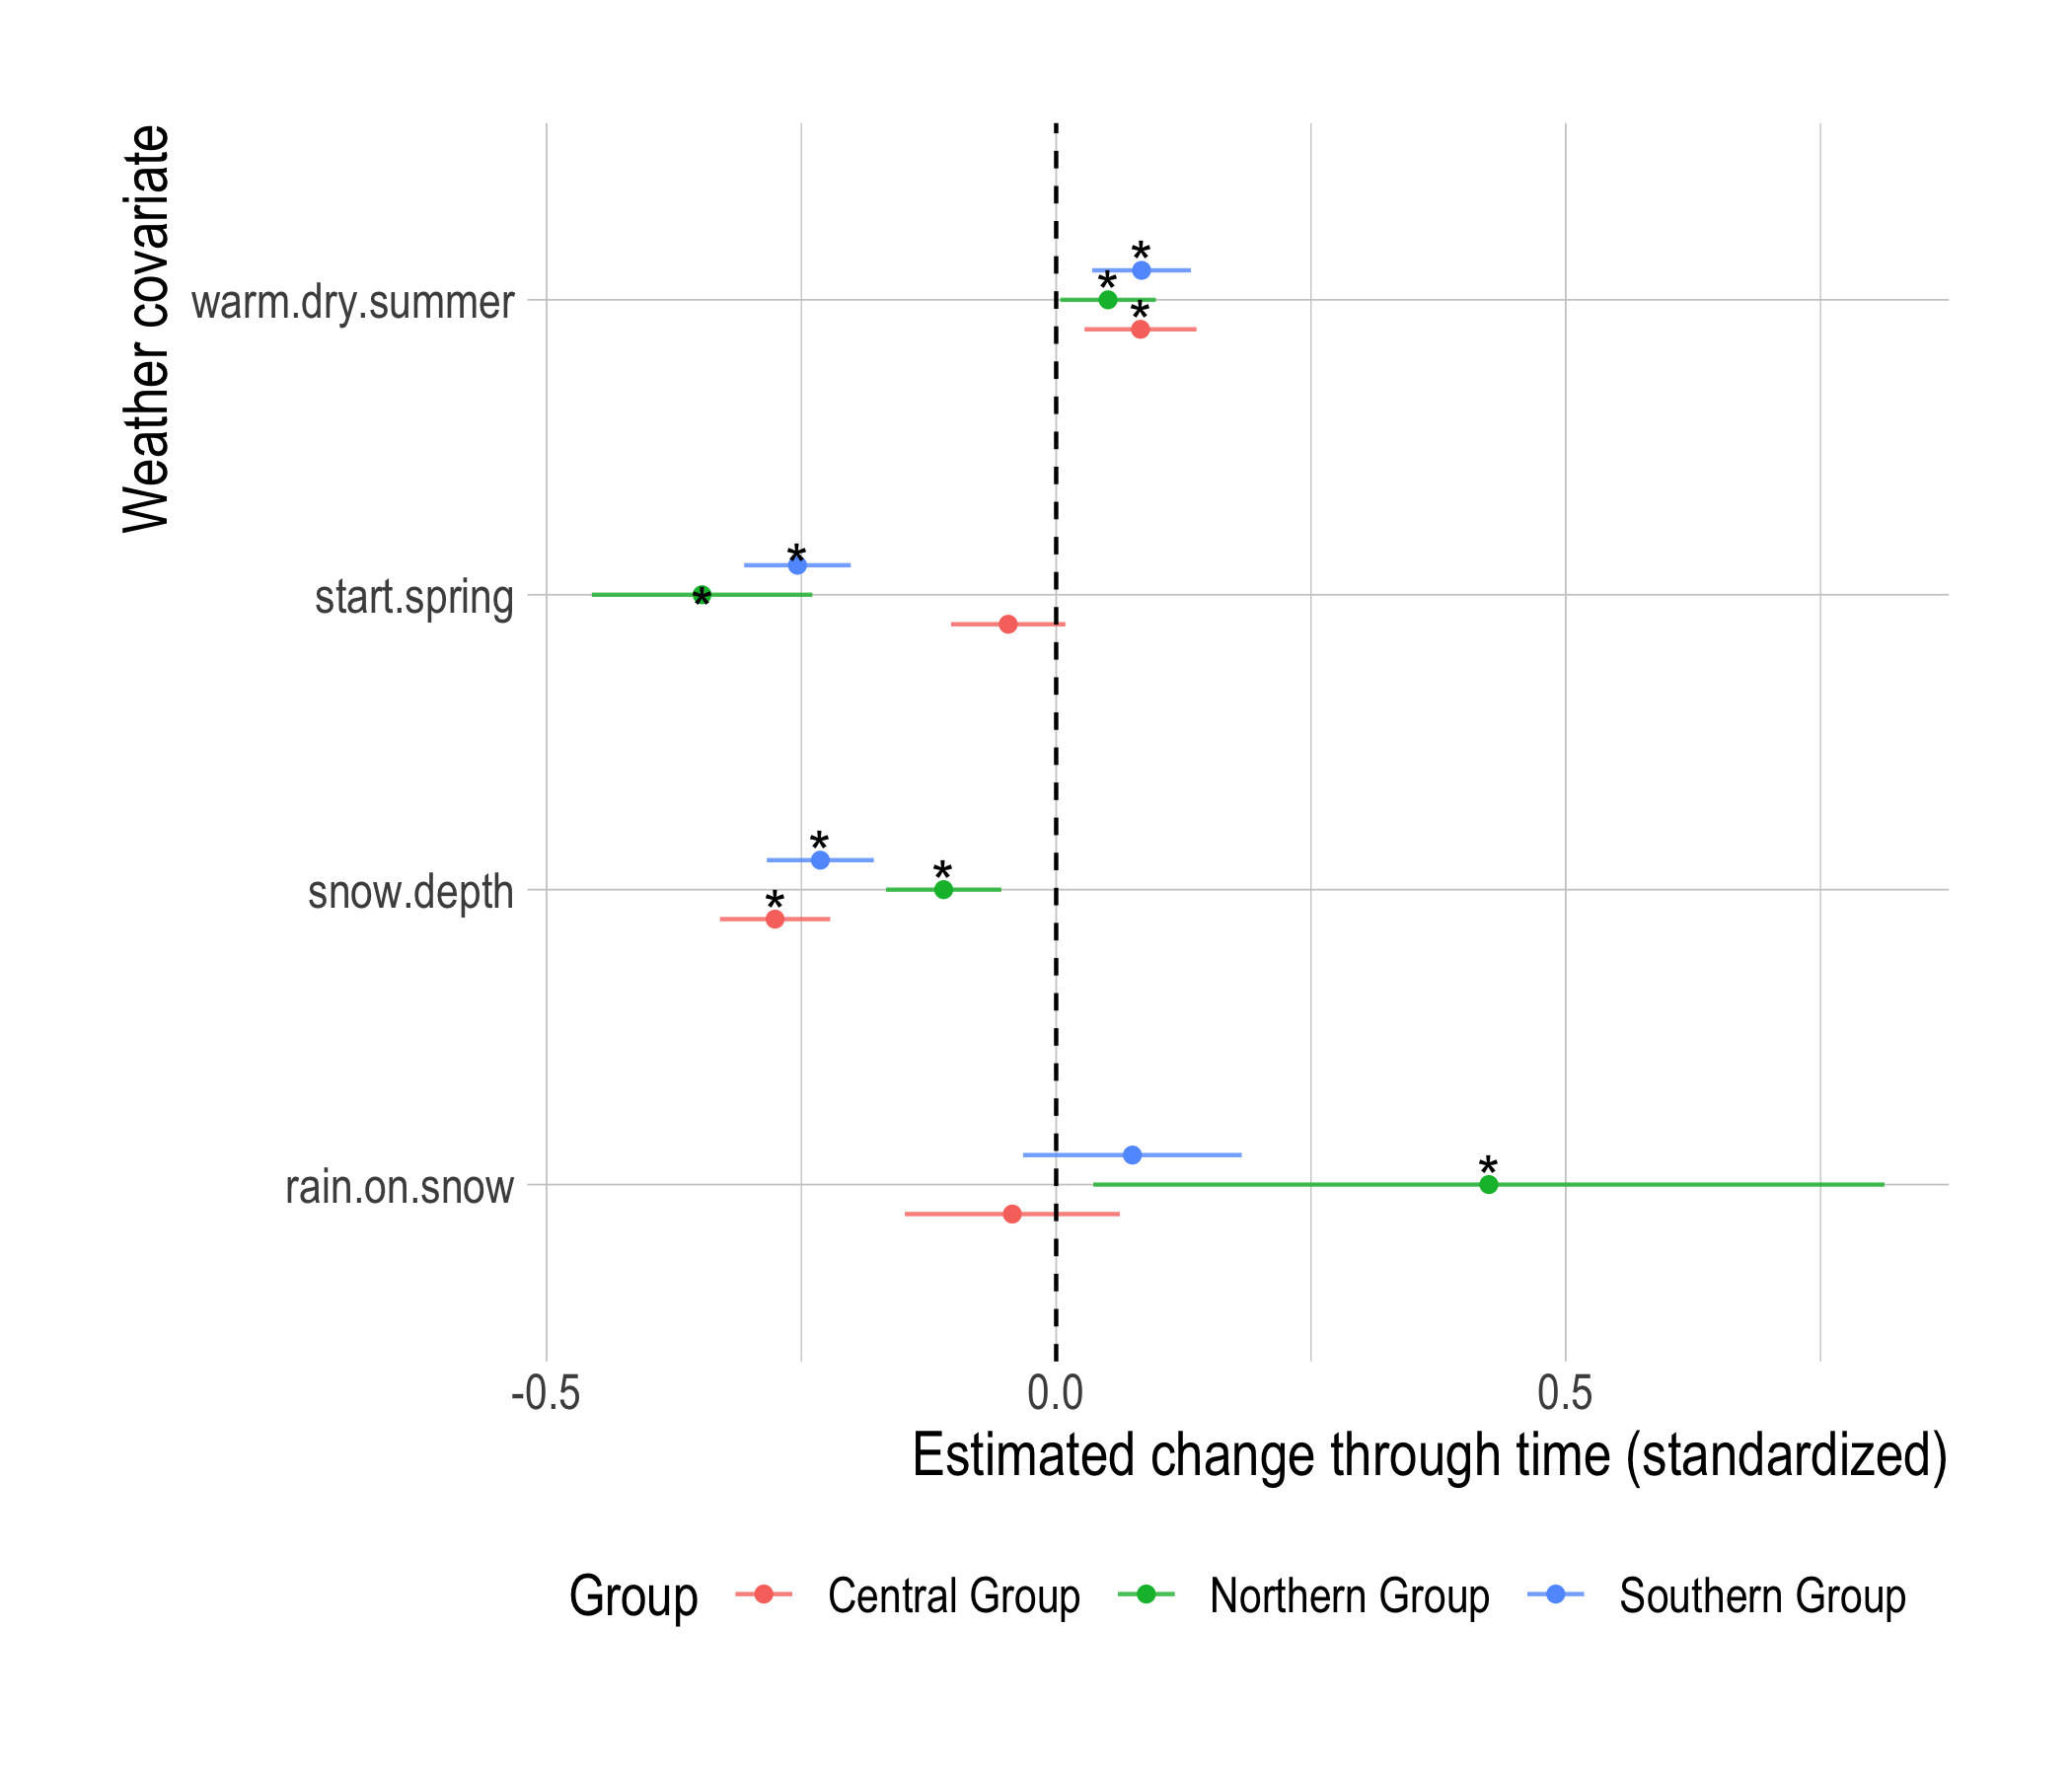 Weather covariate
warm.dry.summer
* * *
start.spring
* *
snow.depth
* * *
rain.on.snow
*
-0.5 0.0 0.5
Estimated change through time (standardized)
Group Central Group Northern Group Southern Group